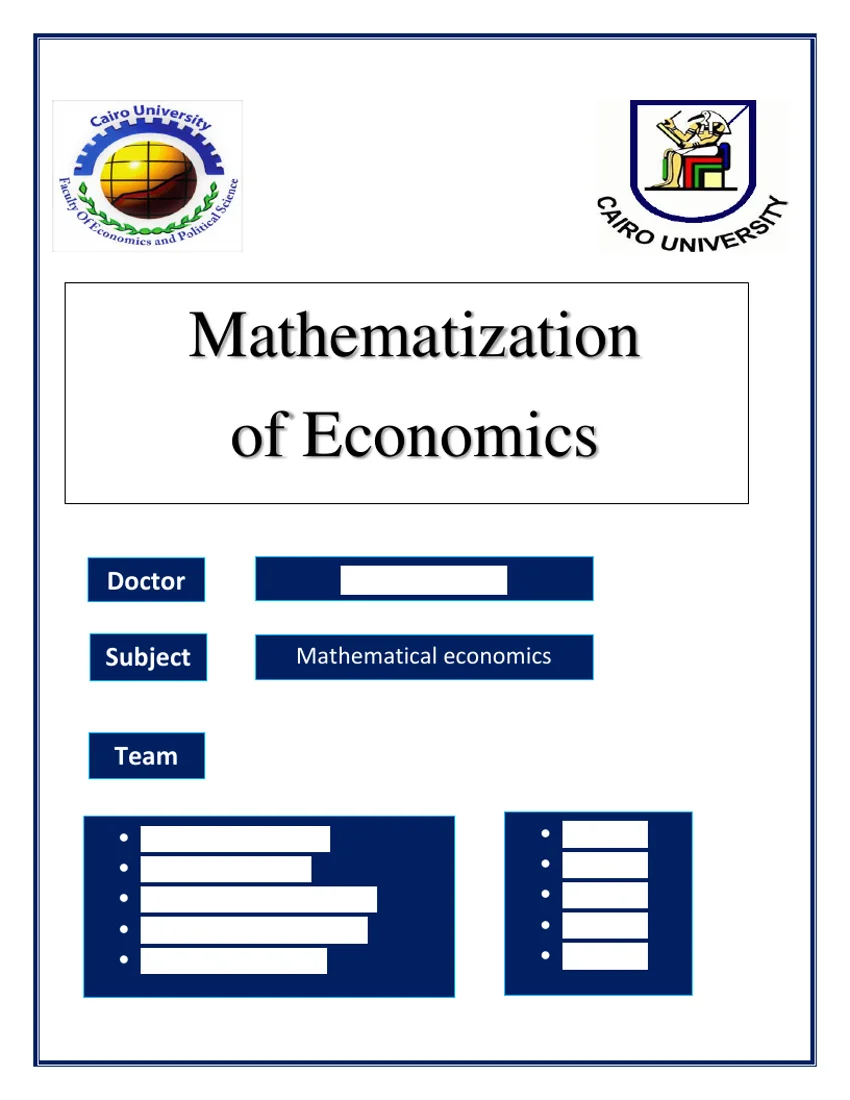 Cairo University
Faculty Of Economics and Political Science
CAIRO UNIVERSITY
Mathematization
of Economics
Doctor
Subject
Mathematical economics
Team